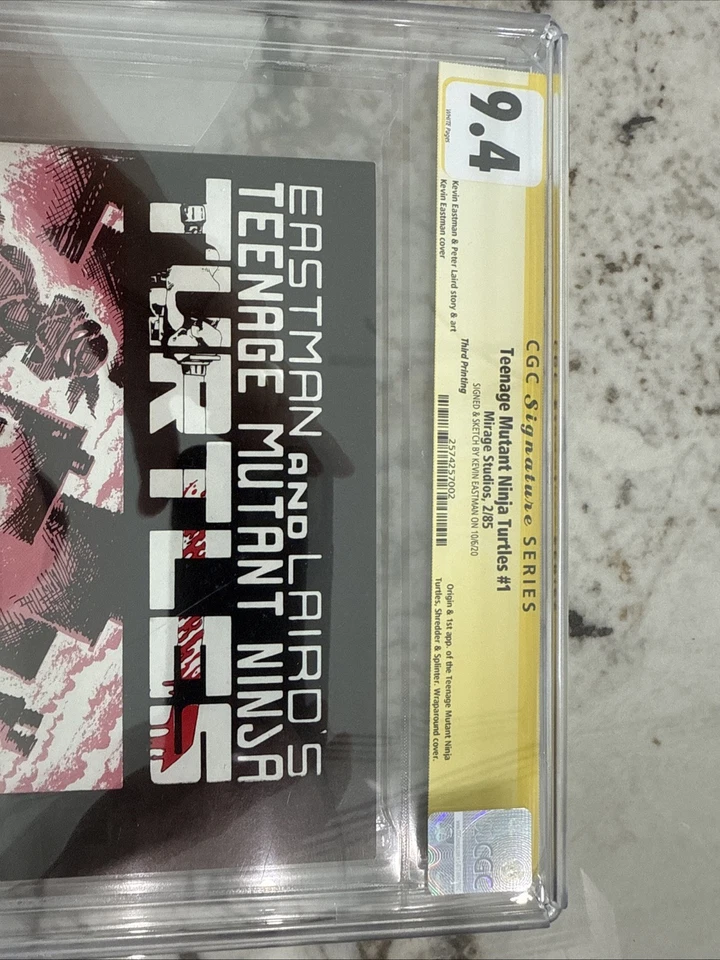 CGC Signature SERIES
9.4
WHITE Pages
Teenage Mutant Ninja Turtles #1
Mirage Studios, 2/85
SIGNED & SKETCH BY KEVIN EASTMAN ON 10/6/20
Third Printing
Kevin Eastman & Peter Laird story & art
Kevin Eastman cover
2574257002
Origin & 1st app. of the Teenage Mutant Ninja
Turtles, Shredder & Splinter. Wraparound cover.
CGC
EASTMAN AND LAIRD'S
TEENAGE MUTANT NINJA
TURTLES